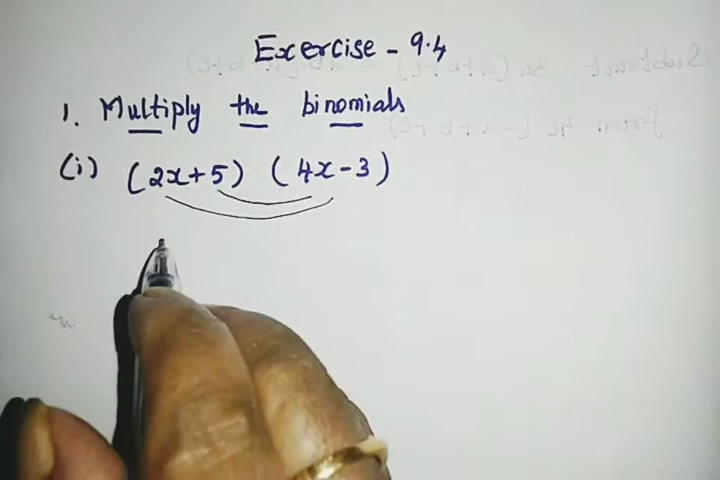 Exercise - 9.4
1. Multiply the binomials
(i) (2x+5) (4x-3)